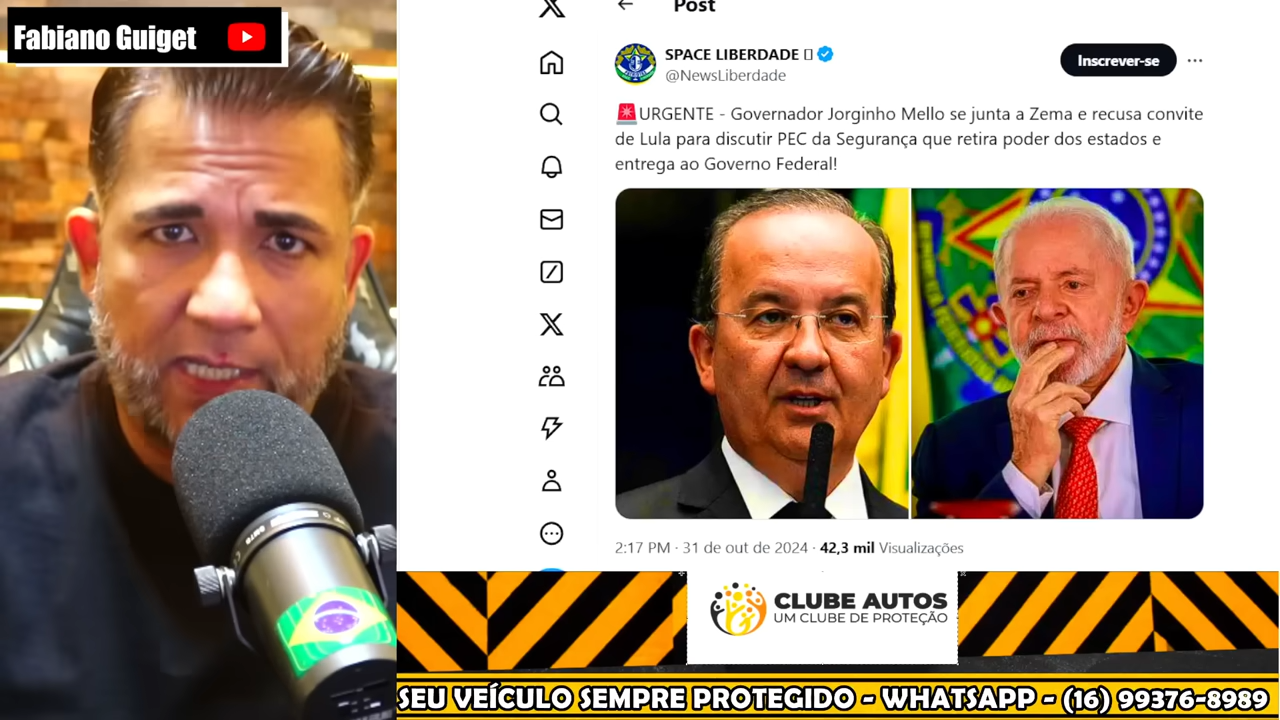 Fabiano Guiget
Post
SPACE LIBERDADE
@NewsLiberdade
Inscrever-se
🚨URGENTE - Governador Jorginho Mello se junta a Zema e recusa convite
de Lula para discutir PEC da Segurança que retira poder dos estados e
entrega ao Governo Federal!
2:17 PM · 31 de out de 2024 · 42,3 mil Visualizações
CLUBE AUTOS
UM CLUBE DE PROTEÇÃO
SEU VEÍCULO SEMPRE PROTEGIDO - WHATSAPP - (16) 99376-8989